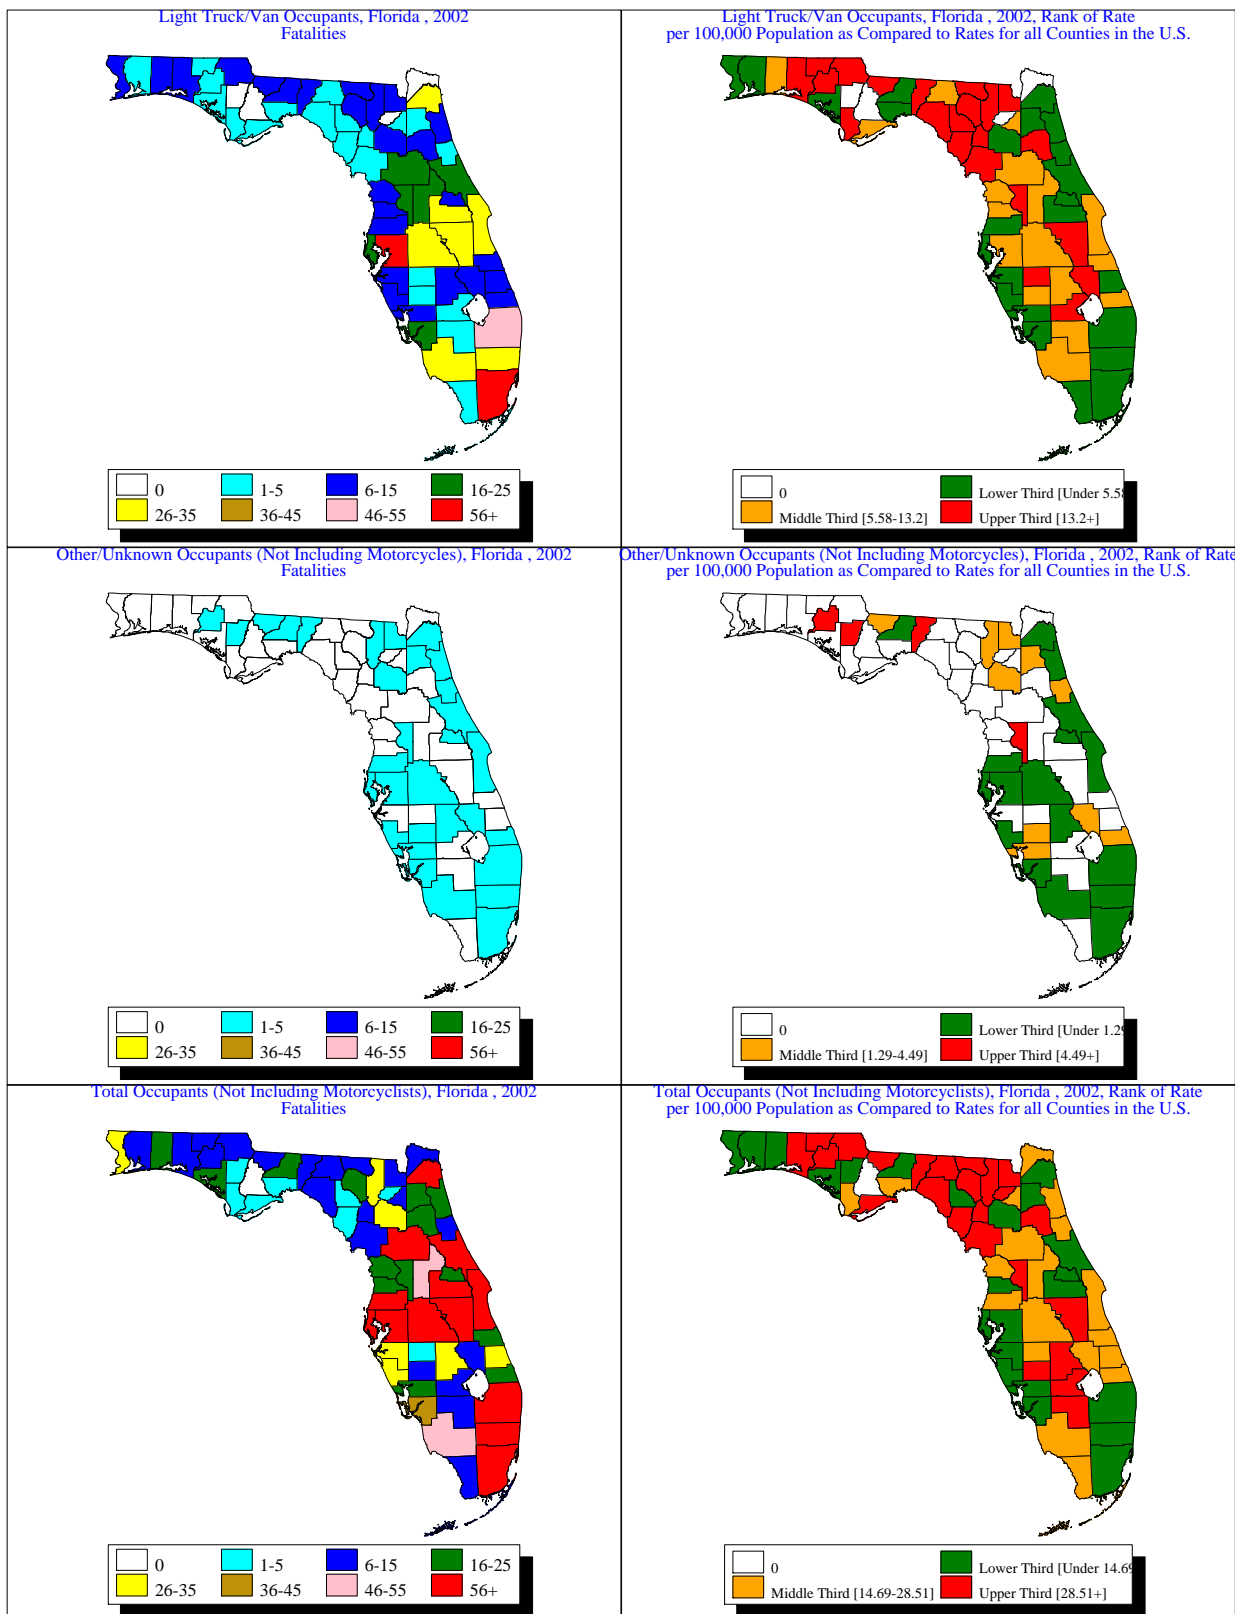 Light Truck/Van Occupants, Florida , 2002
Fatalities
0
1-5
6-15
16-25
26-35
36-45
46-55
56+
Light Truck/Van Occupants, Florida , 2002, Rank of Rate
per 100,000 Population as Compared to Rates for all Counties in the U.S.
0
Lower Third [Under 5.58
Middle Third [5.58-13.2]
Upper Third [13.2+]
Other/Unknown Occupants (Not Including Motorcycles), Florida , 2002
Fatalities
0
1-5
6-15
16-25
26-35
36-45
46-55
56+
Other/Unknown Occupants (Not Including Motorcycles), Florida , 2002, Rank of Rate
per 100,000 Population as Compared to Rates for all Counties in the U.S.
0
Lower Third [Under 1.29
Middle Third [1.29-4.49]
Upper Third [4.49+]
Total Occupants (Not Including Motorcyclists), Florida , 2002
Fatalities
0
1-5
6-15
16-25
26-35
36-45
46-55
56+
Total Occupants (Not Including Motorcyclists), Florida , 2002, Rank of Rate
per 100,000 Population as Compared to Rates for all Counties in the U.S.
0
Lower Third [Under 14.69
Middle Third [14.69-28.51]
Upper Third [28.51+]